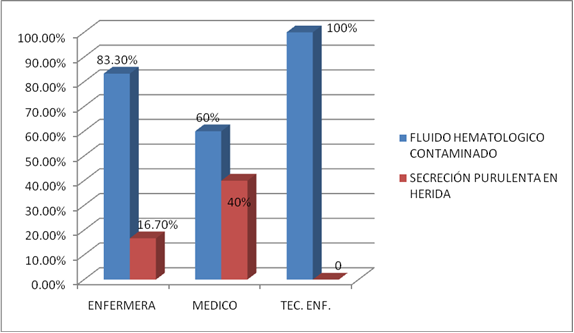 100.00%
90.00%
80.00%
70.00%
60.00%
50.00%
40.00%
30.00%
20.00%
10.00%
0.00%
83.30%
16.70%
60%
40%
100%
0
ENFERMERA
MEDICO
TEC. ENF.
FLUIDO HEMATOLOGICO
CONTAMINADO
SECRECIÓN PURULENTA EN
HERIDA